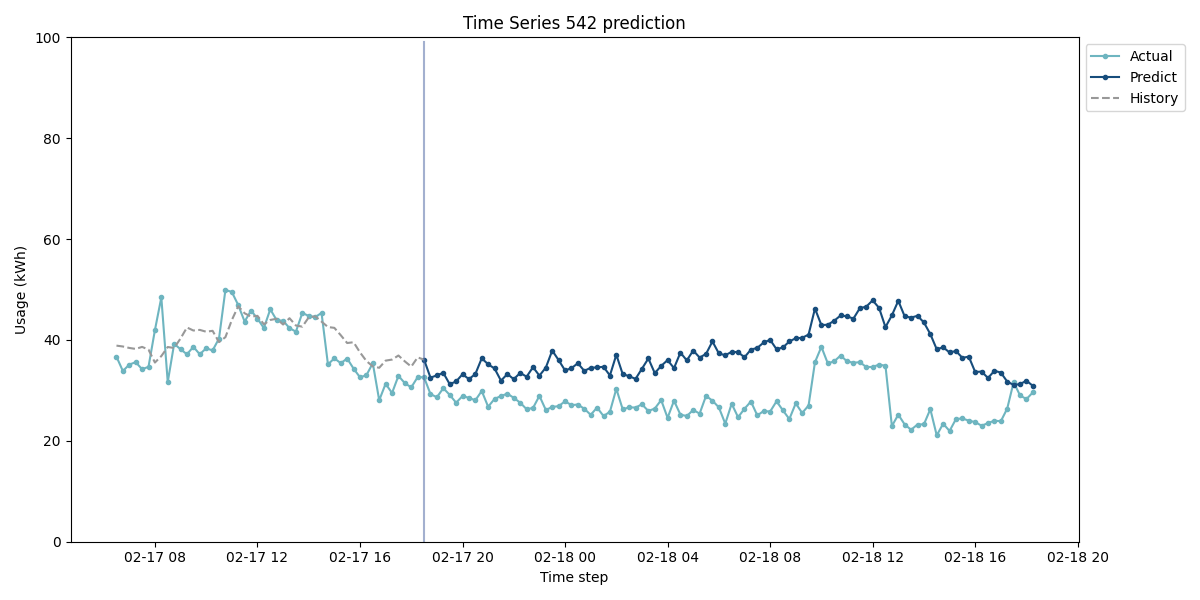 Time Series 542 prediction
100
80
60
40
20
0
Usage (kWh)
02-17 08 02-17 12 02-17 16 02-17 20 02-18 00 02-18 04 02-18 08 02-18 12 02-18 16 02-18 20
Time step
Actual
Predict
History